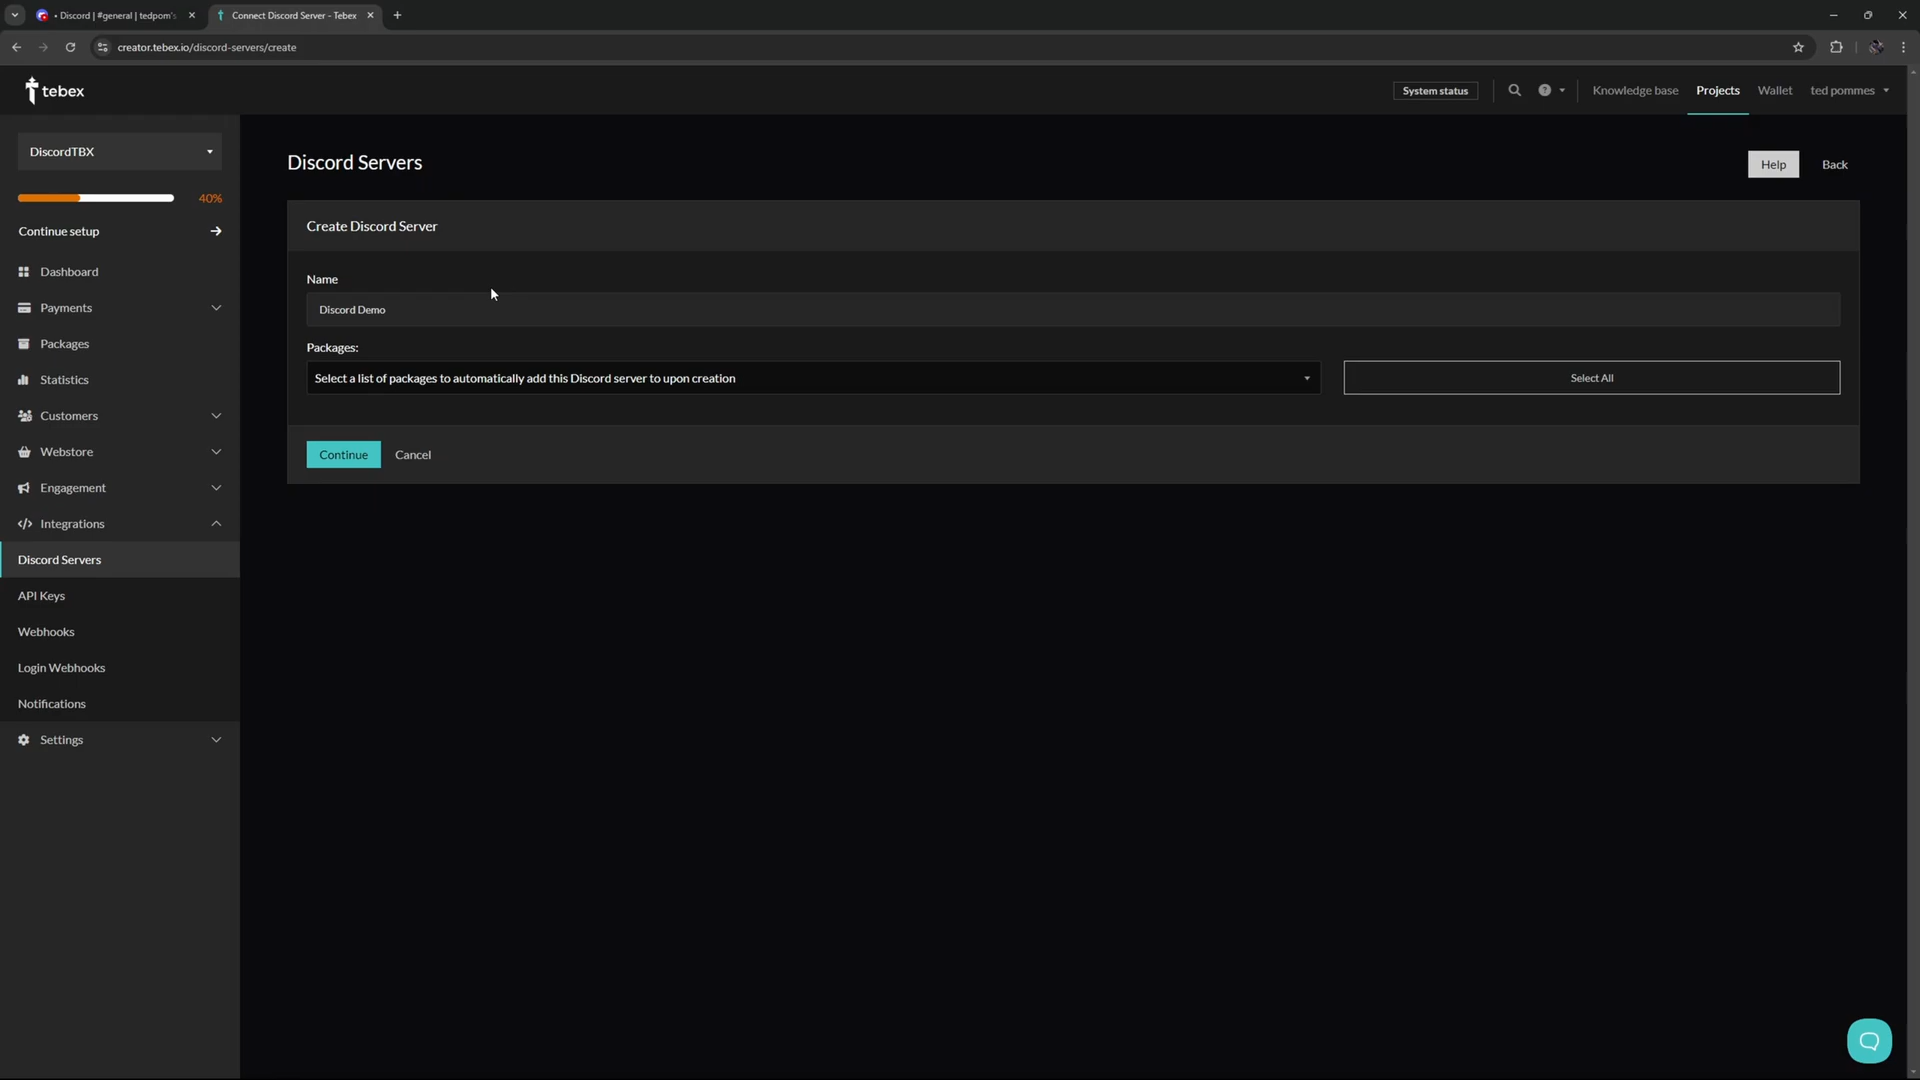 • Discord | #general | tedpom's
Connect Discord Server - Tebex
creator.tebex.io/discord-servers/create
tebex
System status
Knowledge base
Projects
Wallet
ted pommes
DiscordTBX
40%
Continue setup
Dashboard
Payments
Packages
Statistics
Customers
Webstore
Engagement
Integrations
Discord Servers
API Keys
Webhooks
Login Webhooks
Notifications
Settings
Discord Servers
Help
Back
Create Discord Server
Name
Discord Demo
Packages:
Select a list of packages to automatically add this Discord server to upon creation
Select All
Continue
Cancel